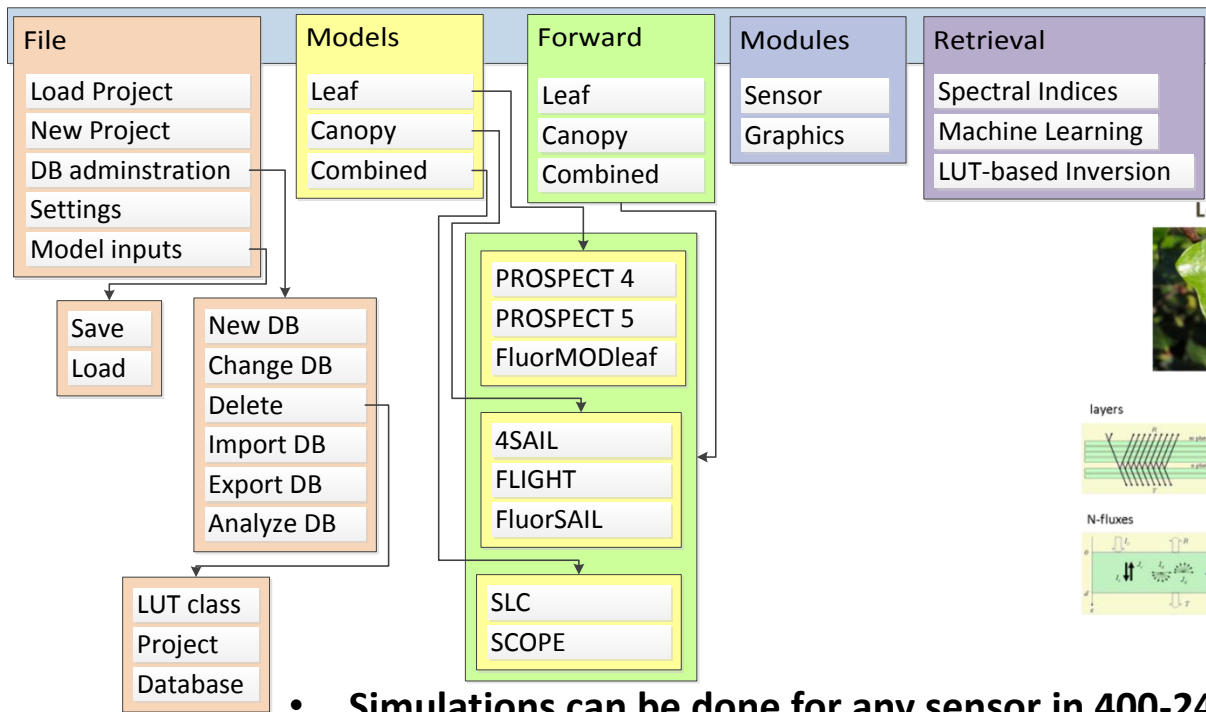 File
Load Project
New Project
DB adminstration
Settings
Model inputs
Models
Leaf
Canopy
Combined
Forward
Leaf
Canopy
Combined
Modules
Sensor
Graphics
Retrieval
Spectral Indices
Machine Learning
LUT-based Inversion
Save
Load
New DB
Change DB
Delete
Import DB
Export DB
Analyze DB
LUT class
Project
Database
PROSPECT 4
PROSPECT 5
FluorMODleaf
4SAIL
FLIGHT
FluorSAIL
SLC
SCOPE
layers
N-fluxes
• Simulations can be done for any sensor in 400-24